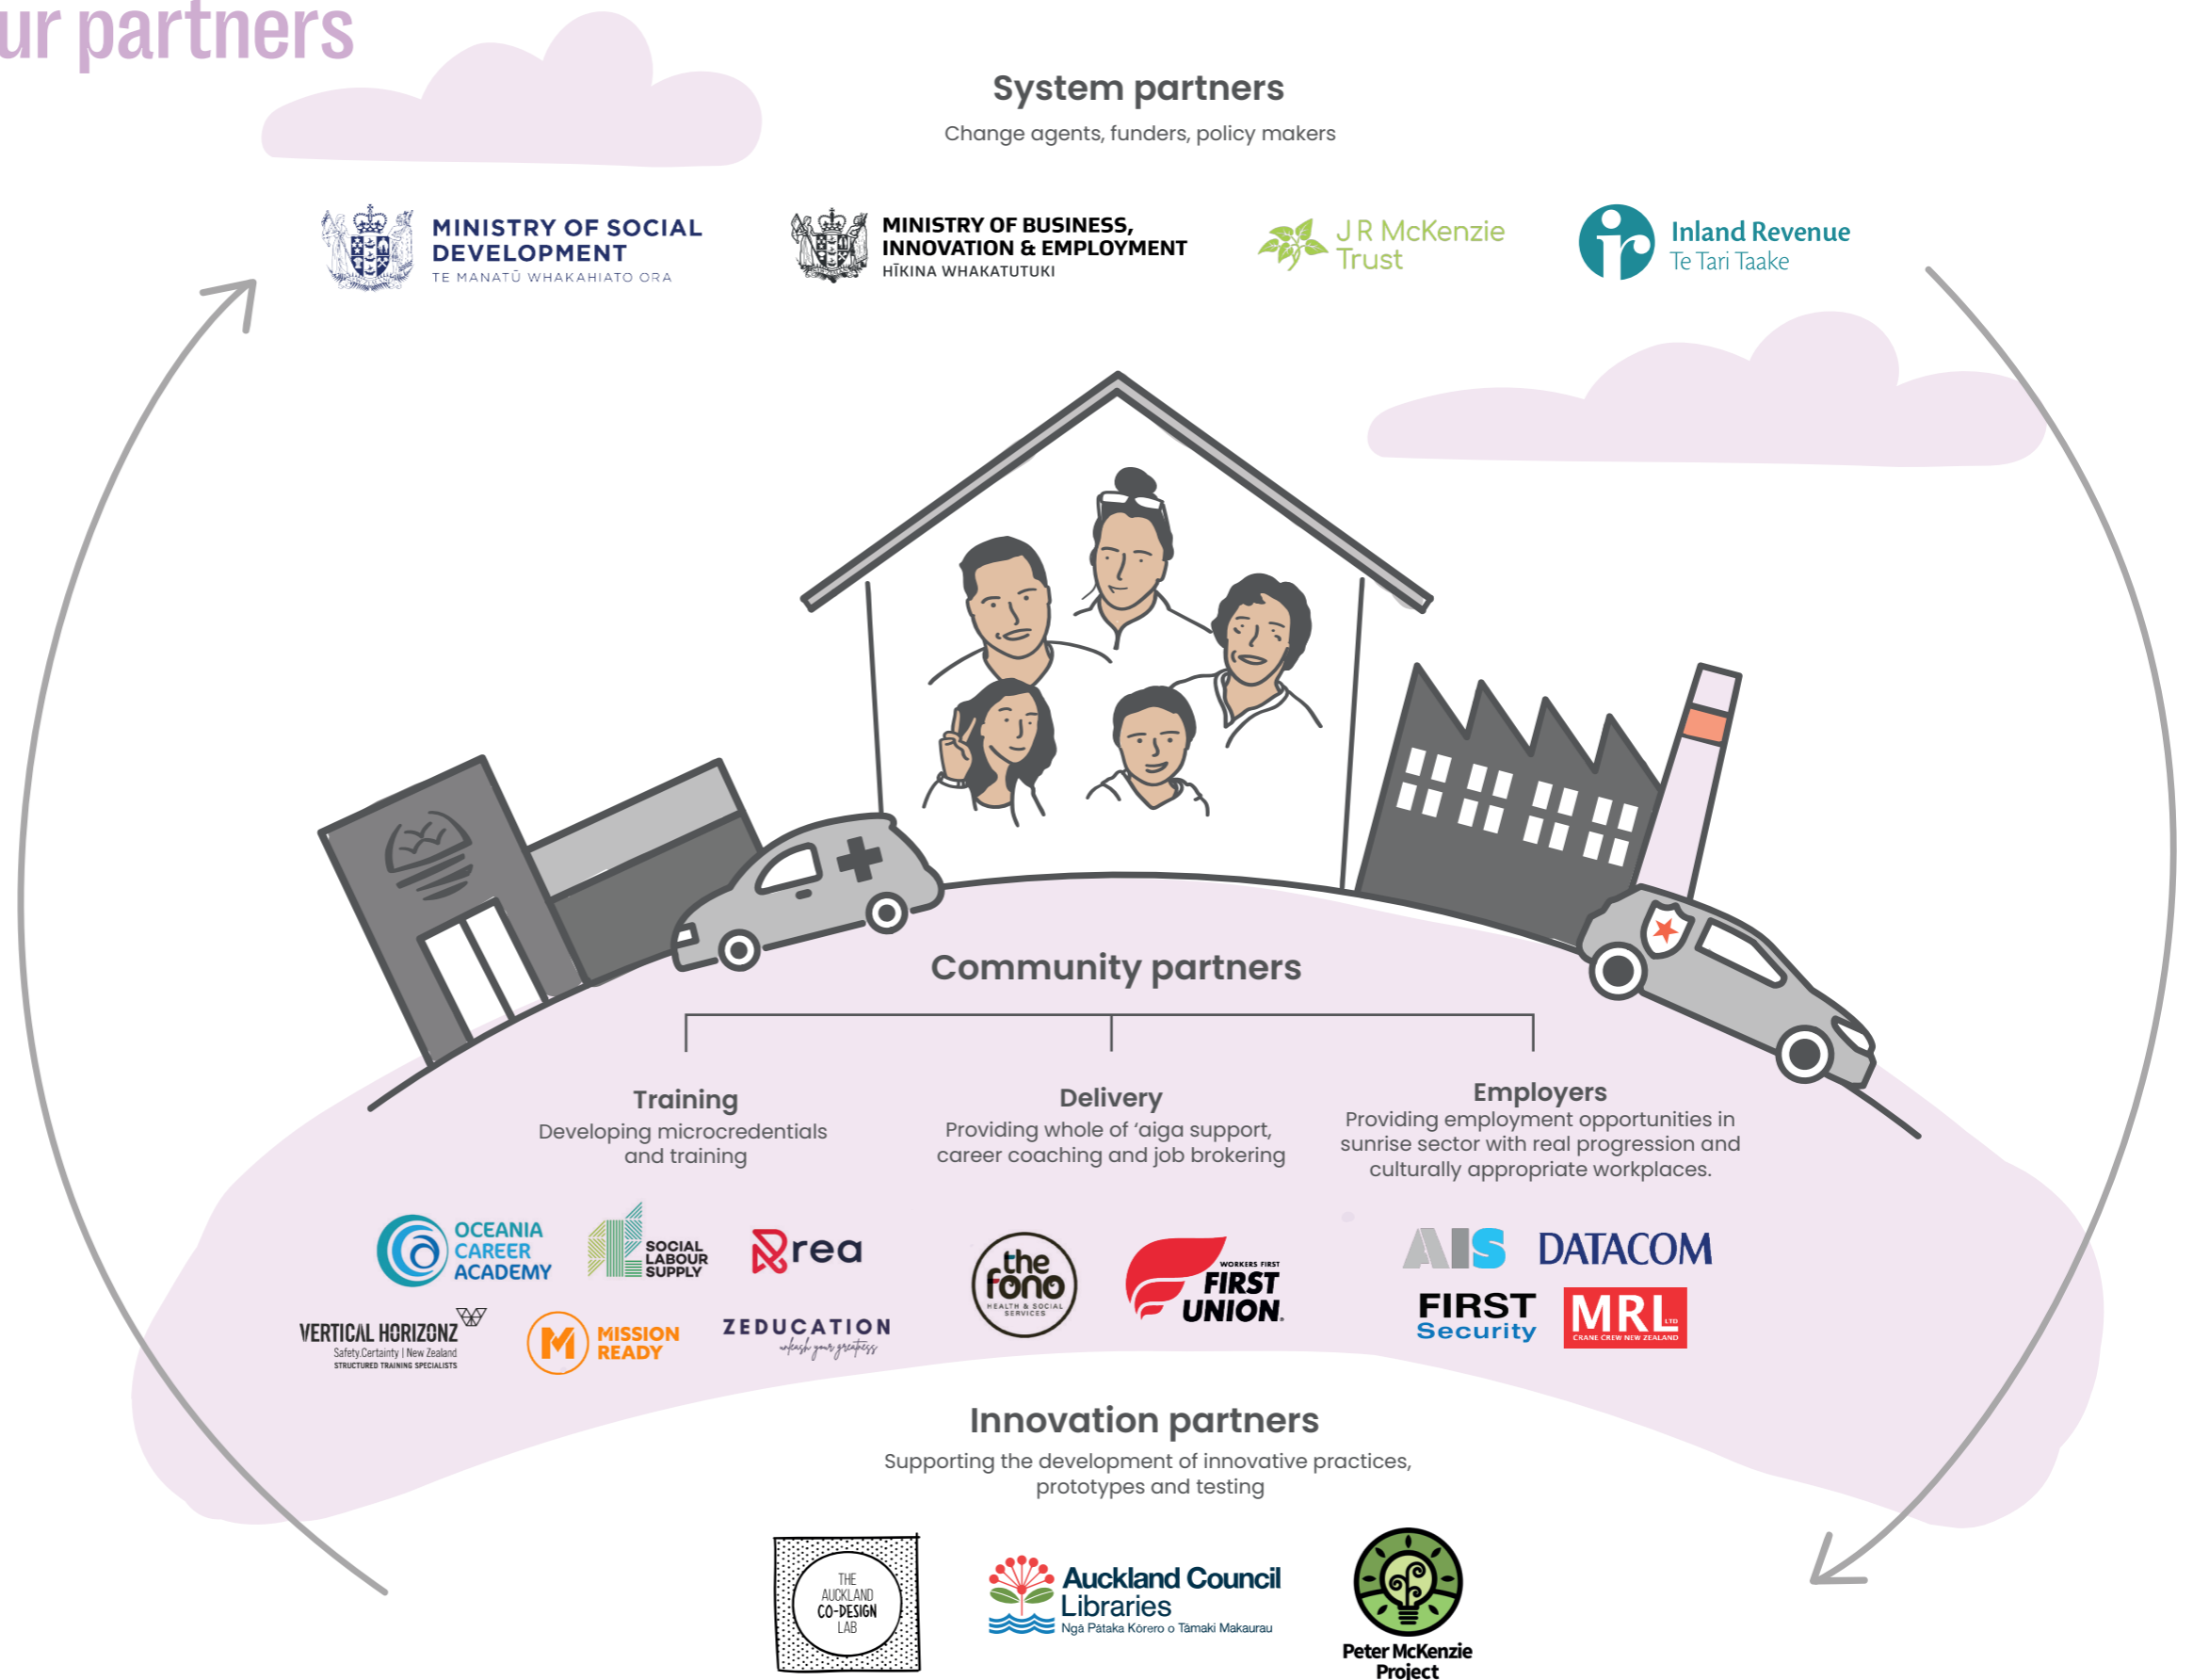 ur partners
System partners
Change agents, funders, policy makers
MINISTRY OF SOCIAL
DEVELOPMENT
TE MANATŪ WHAKAHIATO ORA
MINISTRY OF BUSINESS,
INNOVATION & EMPLOYMENT
HĪKINA WHAKATUTUKI
J R McKenzie
Trust
ir
Inland Revenue
Te Tari Taake
Community partners
Training
Developing microcredentials
and training
Delivery
Providing whole of ‘aiga support,
career coaching and job brokering
Employers
Providing employment opportunities in
sunrise sector with real progression and
culturally appropriate workplaces.
OCEANIA
CAREER
ACADEMY
SOCIAL
LABOUR
SUPPLY
rea
VERTICAL HORIZONZ
Safety.Certainty | New Zealand
STRUCTURED TRAINING SPECIALISTS
M
MISSION
READY
ZEDUCATION
unleash your greatness
the
fono
HEALTH & SOCIAL
SERVICES
WORKERS FIRST
FIRST
UNION
AIS
DATACOM
FIRST
Security
MRL LTD
CRANE CREW NEW ZEALAND
Innovation partners
Supporting the development of innovative practices,
prototypes and testing
THE
AUCKLAND
CO-DESIGN
LAB
Auckland Council
Libraries
Ngā Pātaka Kōrero o Tāmaki Makaurau
Peter McKenzie
Project